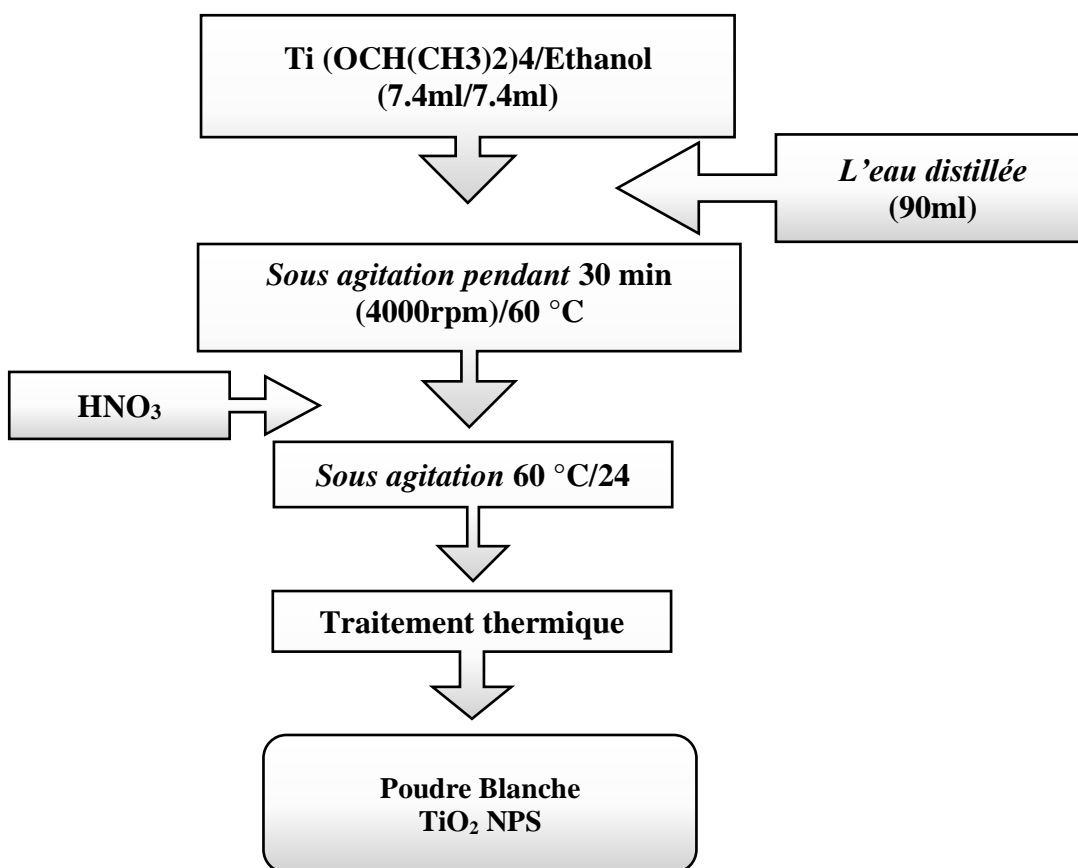 Ti (OCH(CH3)2)4/Ethanol
(7.4ml/7.4ml)
L’eau distillée
(90ml)
Sous agitation pendant 30 min
(4000rpm)/60 °C
HNO₃
Sous agitation 60 °C/24
Traitement thermique
Poudre Blanche
TiO₂ NPS